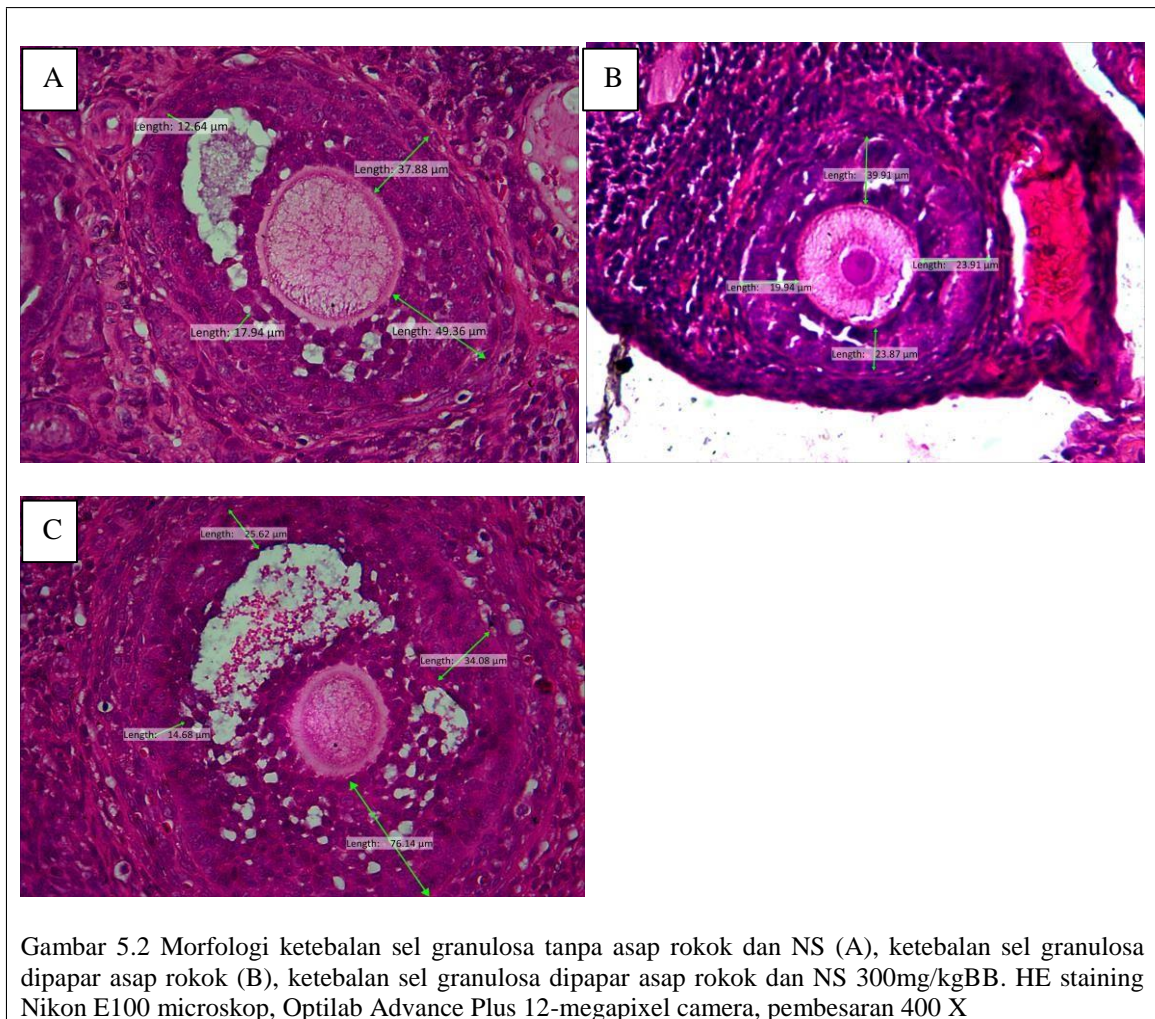 A
Length: 12.64 µm
Length: 37.88 µm
Length: 17.94 µm
Length: 49.36 µm
B
Length: 39.91 µm
Length: 23.91 µm
Length: 19.94 µm
Length: 23.87 µm
C
Length: 25.62 µm
Length: 34.08 µm
Length: 14.68 µm
Length: 76.14 µm
Gambar 5.2 Morfologi ketebalan sel granulosa tanpa asap rokok dan NS (A), ketebalan sel granulosa
dipapar asap rokok (B), ketebalan sel granulosa dipapar asap rokok dan NS 300mg/kgBB. HE staining
Nikon E100 microskop, Optilab Advance Plus 12-megapixel camera, pembesaran 400 X